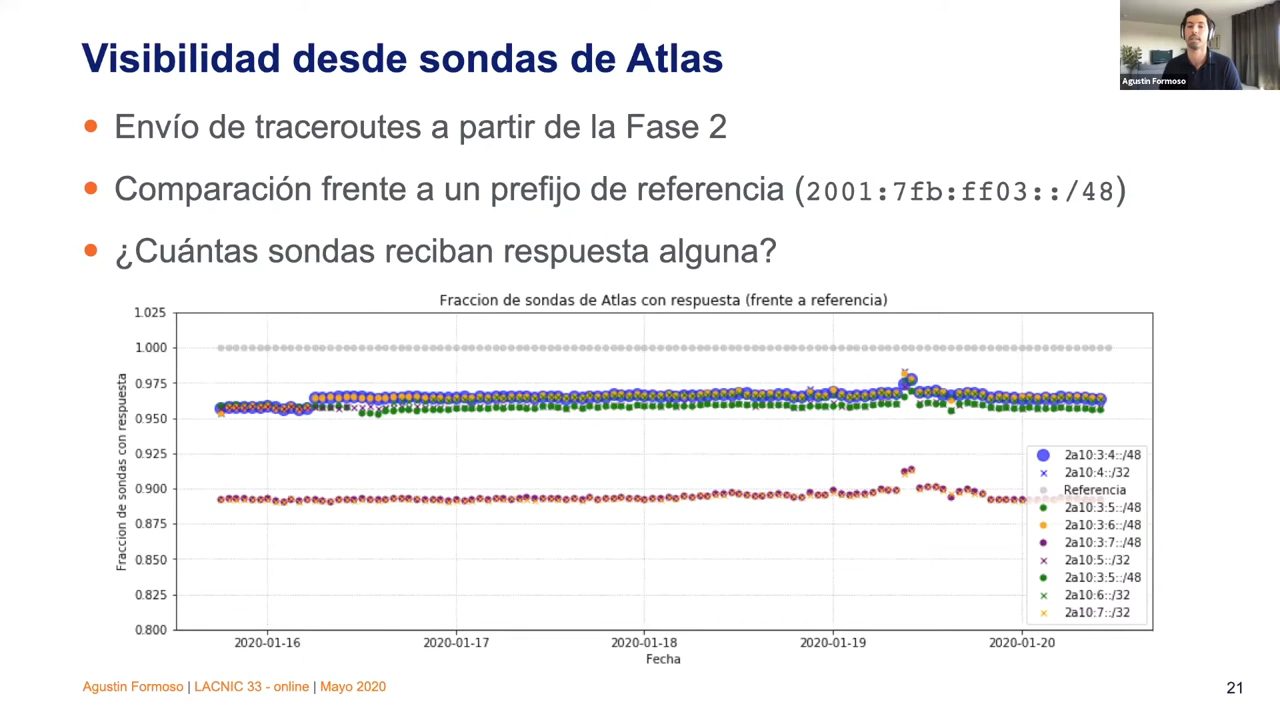 Visibilidad desde sondas de Atlas
Agustin Formoso
Envío de traceroutes a partir de la Fase 2
Comparación frente a un prefijo de referencia (2001:7fb:ff03::/48)
¿Cuántas sondas reciban respuesta alguna?
Fraccion de sondas de Atlas con respuesta (frente a referencia)
Fraccion de sondas con respuesta
1.025
1.000
0.975
0.950
0.925
0.900
0.875
0.850
0.825
0.800
2a10:3:4::/48
2a10:4::/32
Referencia
2a10:3:5::/48
2a10:3:6::/48
2a10:3:7::/48
2a10:5::/32
2a10:3:5::/48
2a10:6::/32
2a10:7::/32
2020-01-16
2020-01-17
2020-01-18
2020-01-19
2020-01-20
Fecha
Agustin Formoso | LACNIC 33 - online | Mayo 2020
21